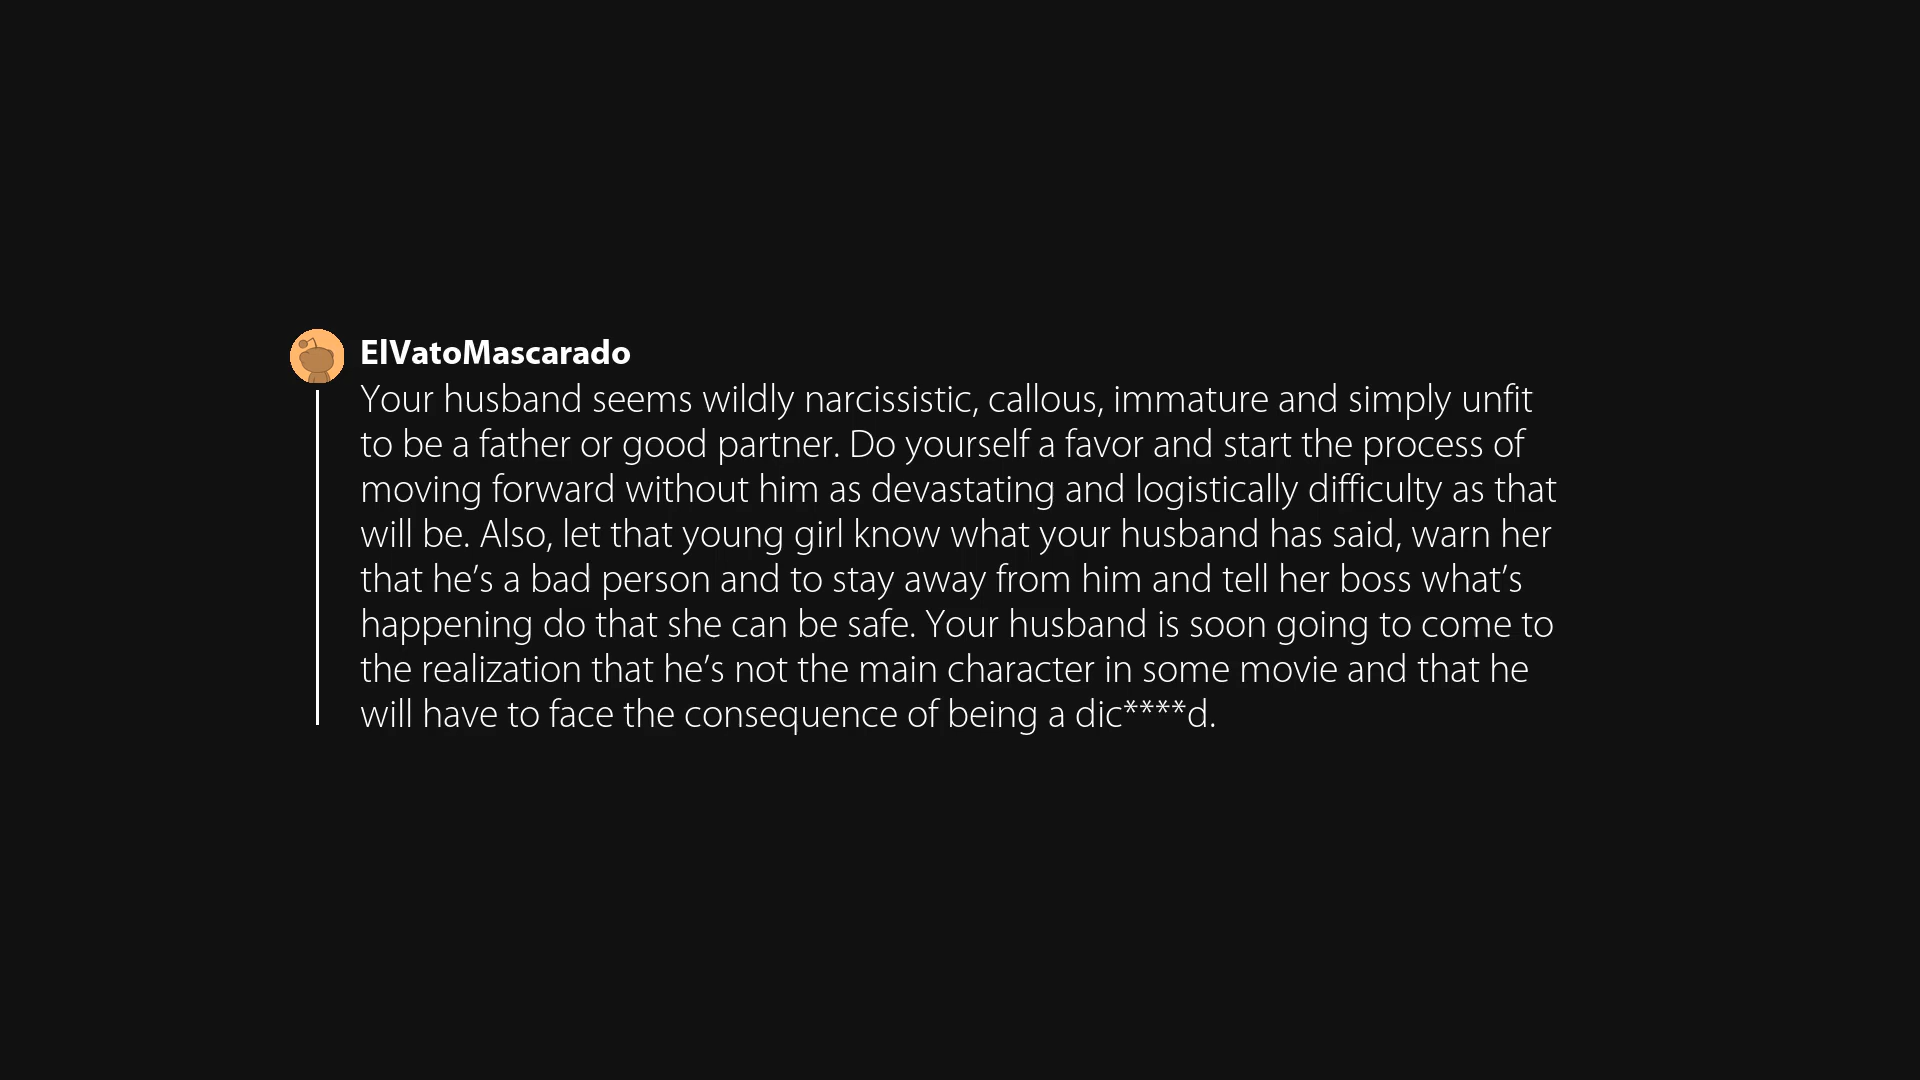 ElVatoMascarado
Your husband seems wildly narcissistic, callous, immature and simply unfit
to be a father or good partner. Do yourself a favor and start the process of
moving forward without him as devastating and logistically difficulty as that
will be. Also, let that young girl know what your husband has said, warn her
that he’s a bad person and to stay away from him and tell her boss what’s
happening do that she can be safe. Your husband is soon going to come to
the realization that he’s not the main character in some movie and that he
will have to face the consequence of being a dic****d.